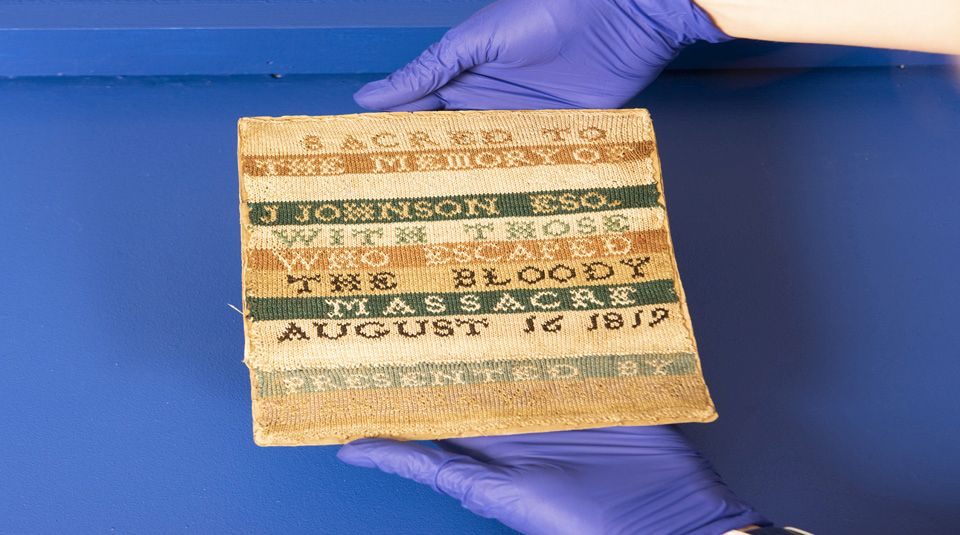 SACRED TO
THE MEMORY OF
J JOHNSON ESQ.
WITH THOSE
WHO ESCAPED
THE BLOODY
MASSACRE
AUGUST 16 1819
PRESENTED BY